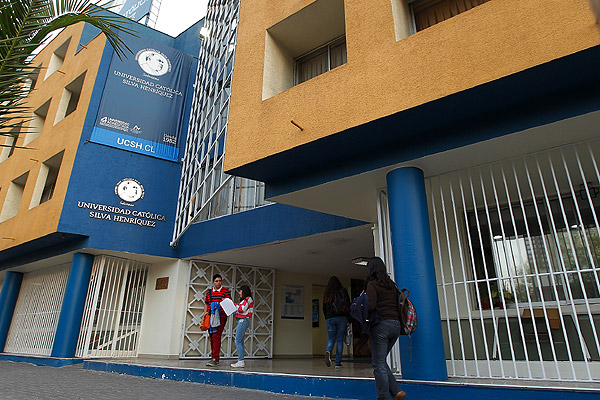 UNIVERSIDAD CATÓLICA
SILVA HENRÍQUEZ
UCSH.CL
UNIVERSIDAD CATÓLICA
SILVA HENRÍQUEZ